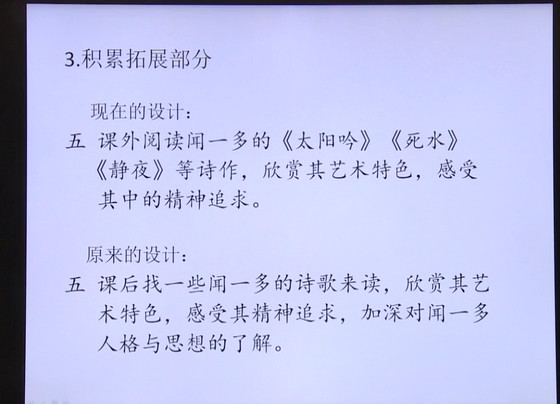 3.积累拓展部分
现在的设计：
五 课外阅读闻一多的《太阳吟》《死水》
《静夜》等诗作，欣赏其艺术特色，感受
其中的精神追求。
原来的设计：
五 课后找一些闻一多的诗歌来读，欣赏其艺
术特色，感受其精神追求，加深对闻一多
人格与思想的了解。